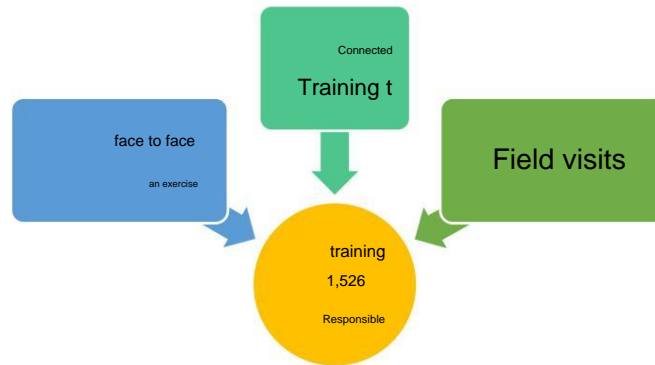 Connected
Training t
face to face
an exercise
Field visits
training
1,526
Responsible